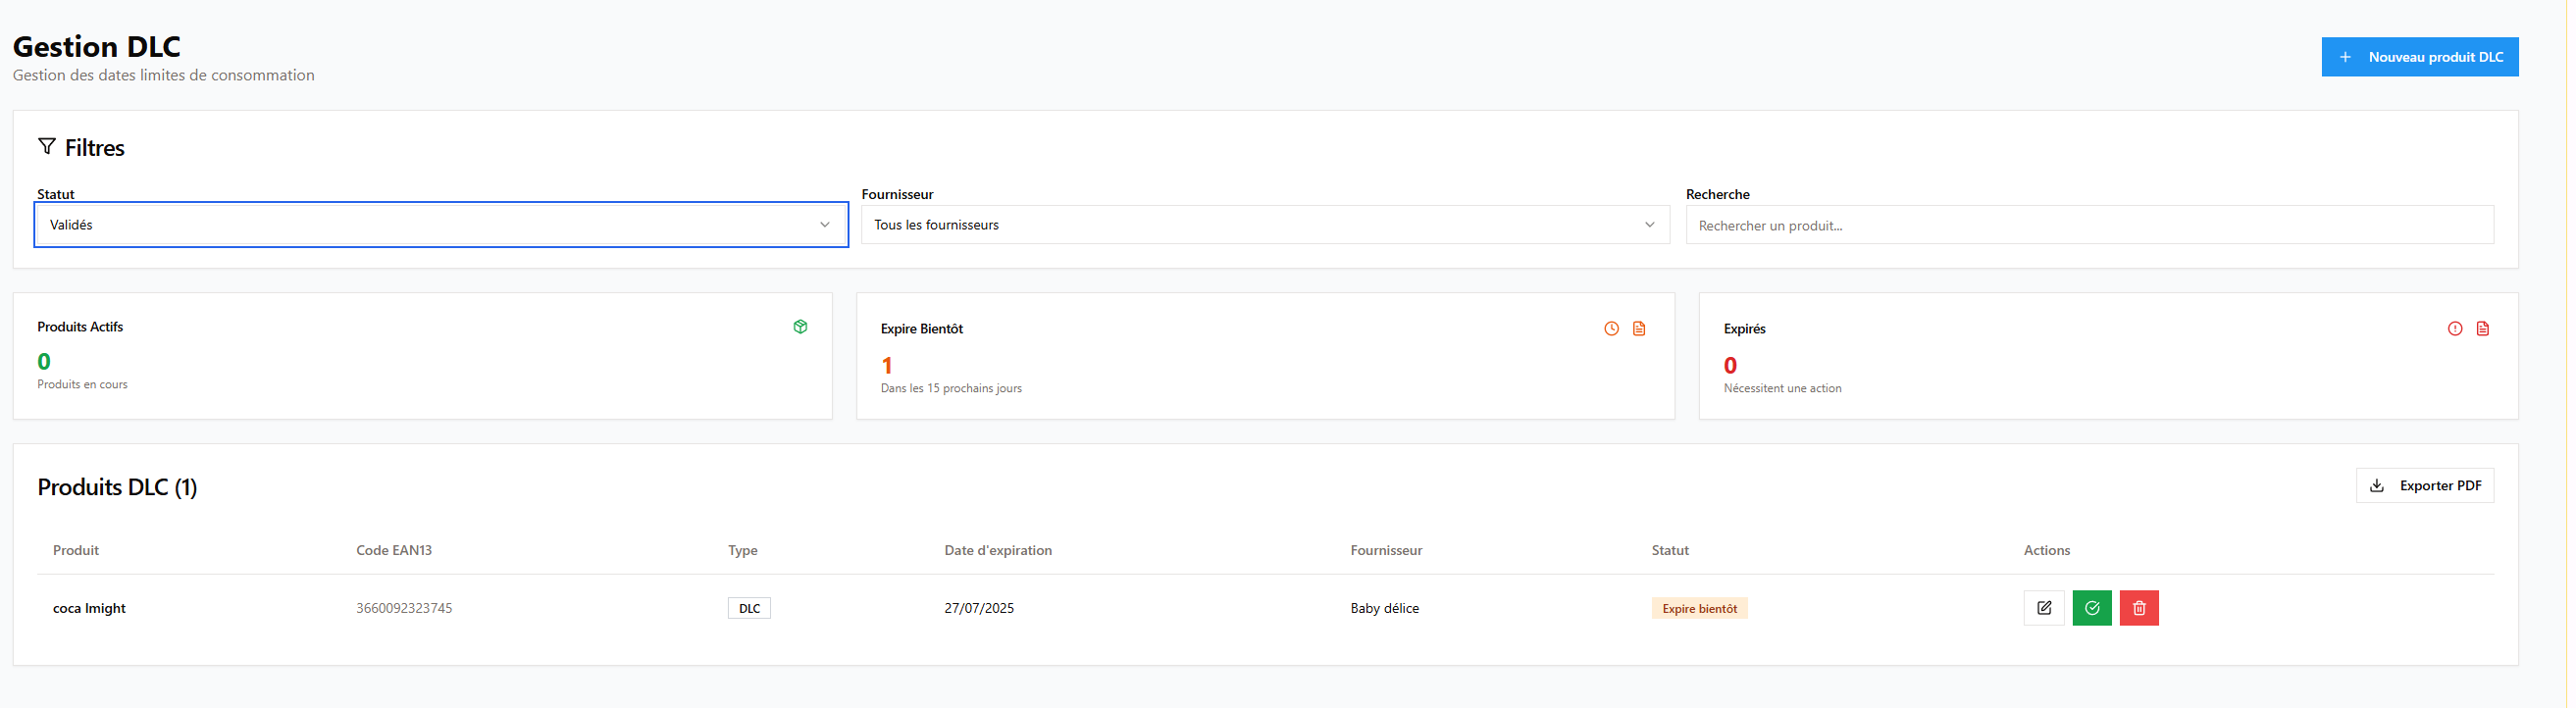 Gestion DLC
Gestion des dates limites de consommation
Nouveau produit DLC
Filtres
Statut
Validés
Fournisseur
Tous les fournisseurs
Recherche
Rechercher un produit...
Produits Actifs
0
Produits en cours
Expire Bientôt
1
Dans les 15 prochains jours
Expirés
0
Nécessitent une action
Produits DLC (1)
Exporter PDF
Produit Code EAN13 Type Date d'expiration Fournisseur Statut Actions
coca lmight 3660092323745 DLC 27/07/2025 Baby délice Expire bientôt